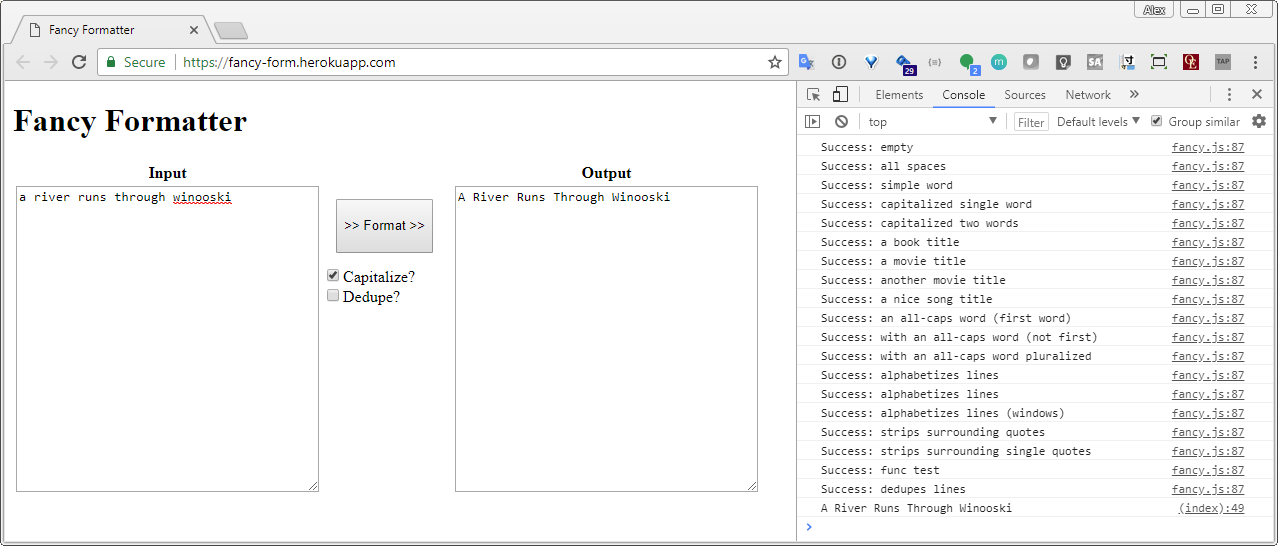 Alex
Fancy Formatter
Secure https://fancy-form.herokuapp.com
29
2
m
SA
TAP
Fancy Formatter
Input
a river runs through winooski
>> Format >>
Capitalize?
Dedupe?
Output
A River Runs Through Winooski
Elements Console Sources Network »
top Filter Default levels Group similar
Success: empty fancy.js:87
Success: all spaces fancy.js:87
Success: simple word fancy.js:87
Success: capitalized single word fancy.js:87
Success: capitalized two words fancy.js:87
Success: a book title fancy.js:87
Success: a movie title fancy.js:87
Success: another movie title fancy.js:87
Success: a nice song title fancy.js:87
Success: an all-caps word (first word) fancy.js:87
Success: with an all-caps word (not first) fancy.js:87
Success: with an all-caps word pluralized fancy.js:87
Success: alphabetizes lines fancy.js:87
Success: alphabetizes lines fancy.js:87
Success: alphabetizes lines (windows) fancy.js:87
Success: strips surrounding quotes fancy.js:87
Success: strips surrounding single quotes fancy.js:87
Success: func test fancy.js:87
Success: dedupes lines fancy.js:87
A River Runs Through Winooski (index):49